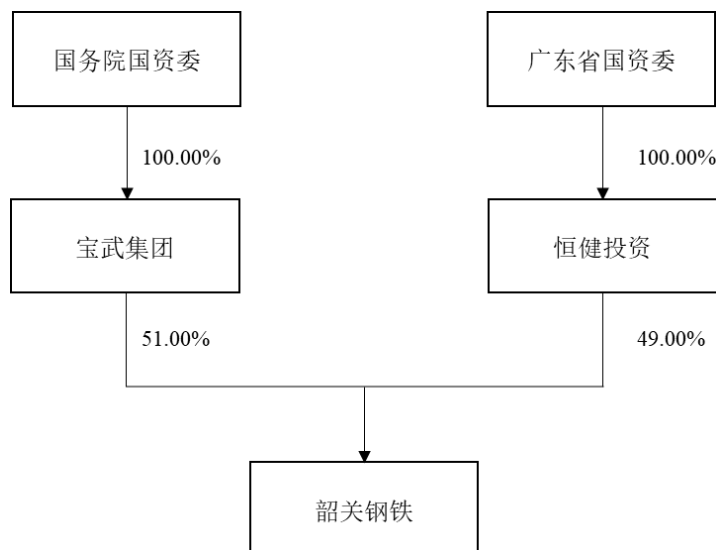 国务院国资委
广东省国资委
100.00%
100.00%
宝武集团
恒健投资
51.00%
49.00%
韶关钢铁